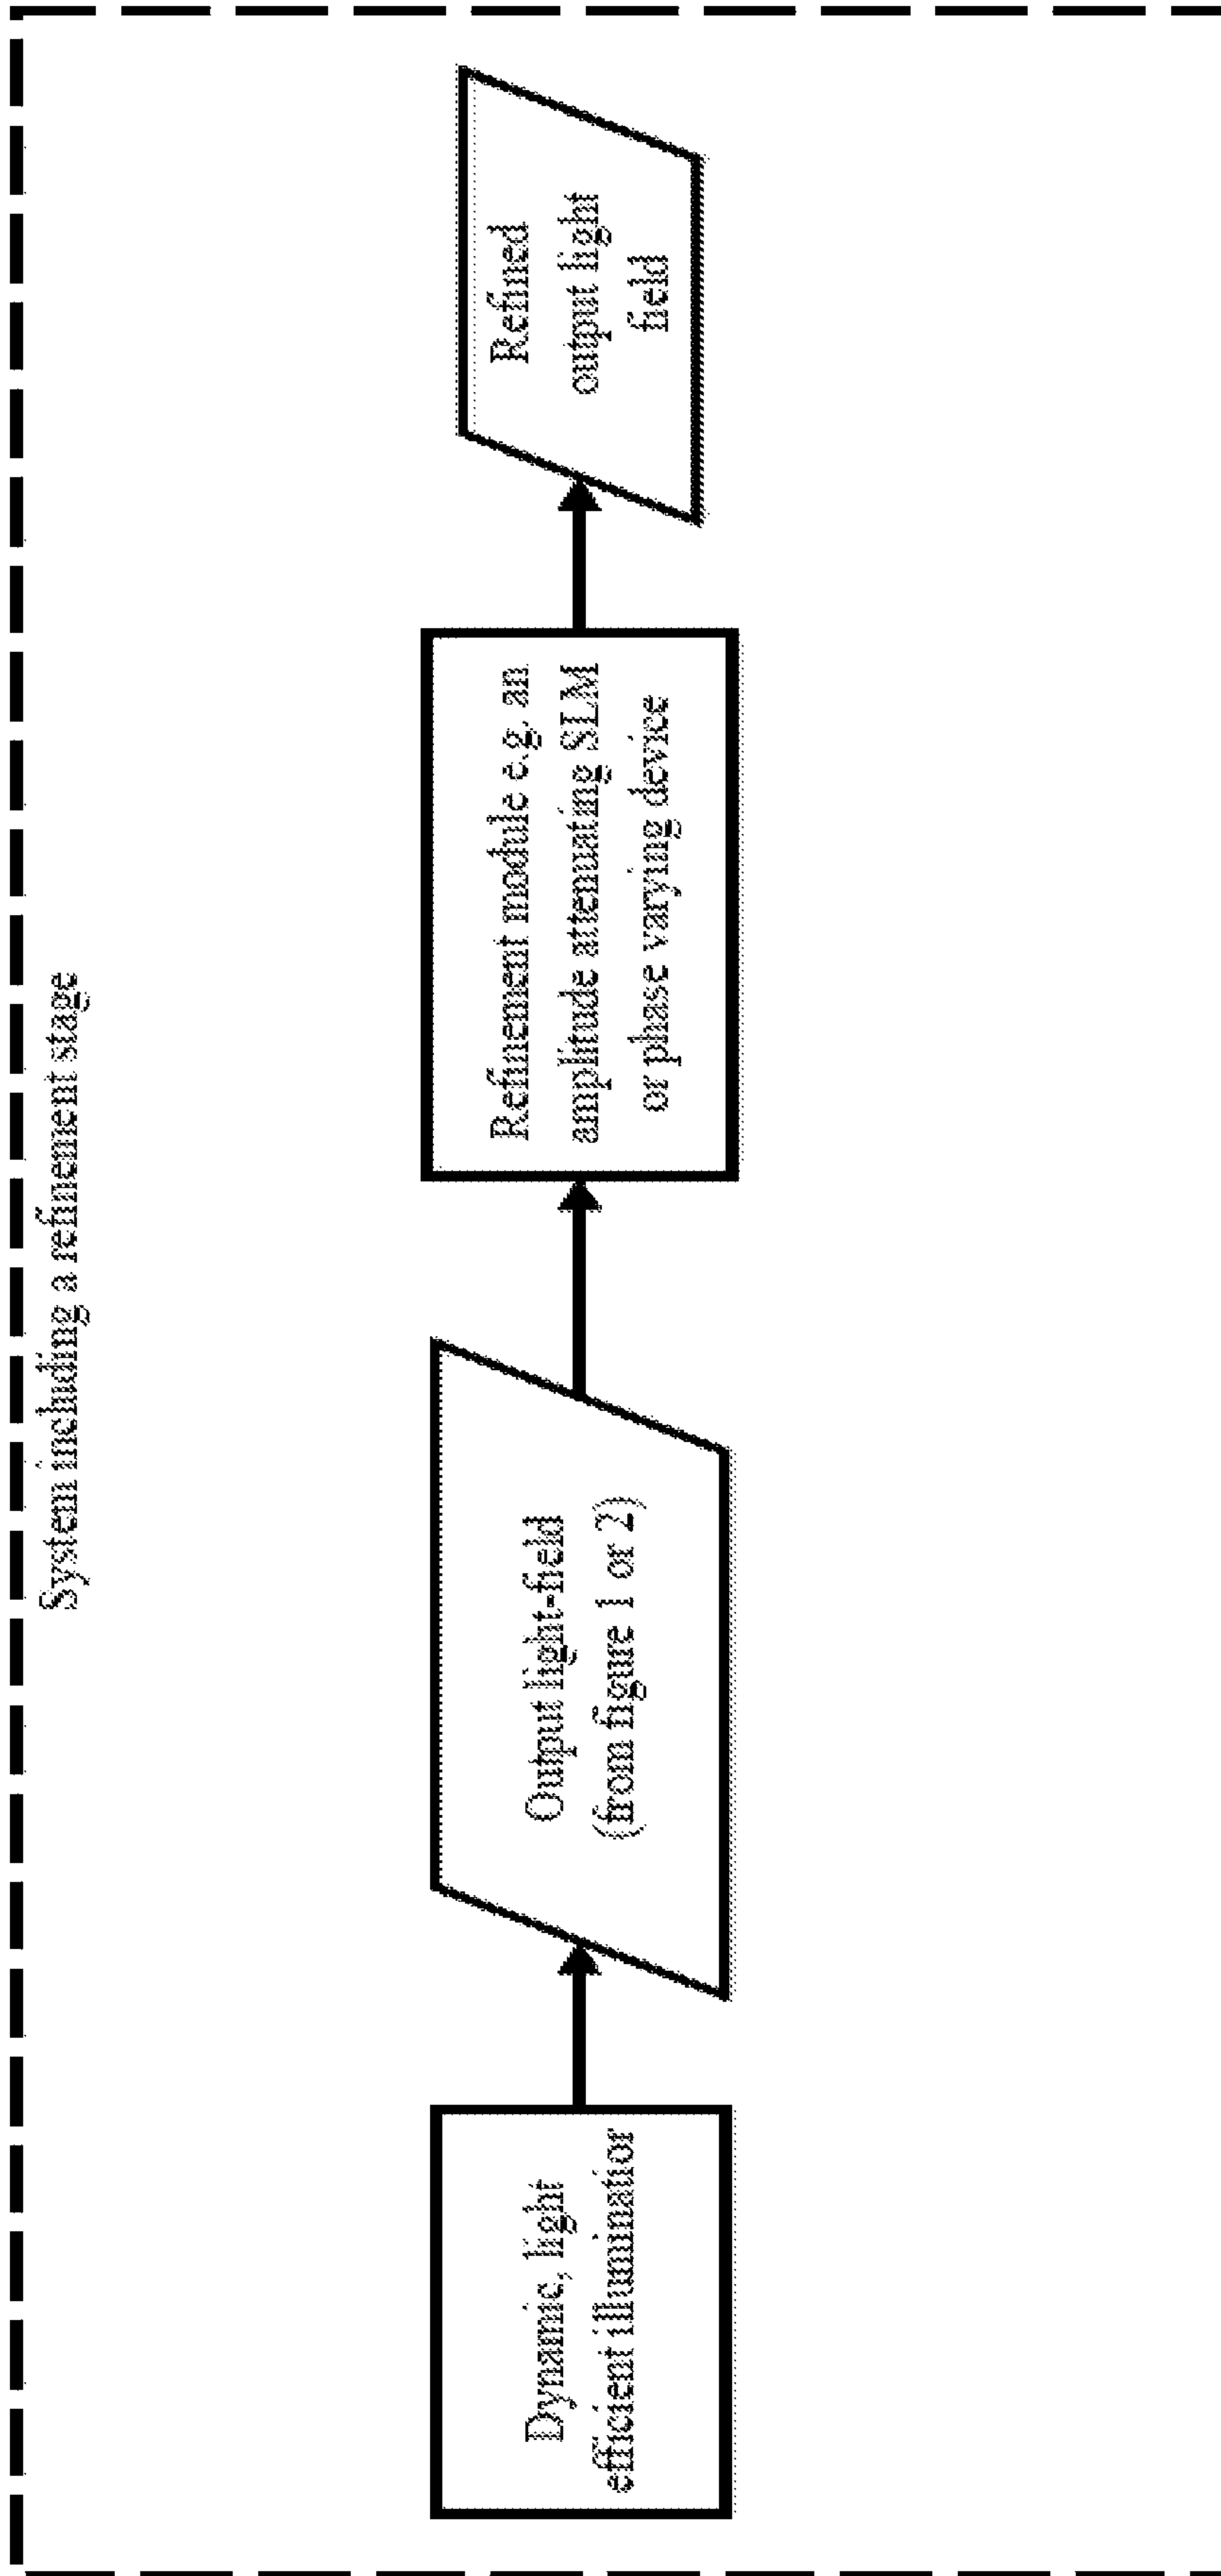 System including a refinement stage
Dynamic, light
efficient illumination
Output light-field
(from figure 1 or 2)
Refinement module e.g. an
amplitude attenuating SLM
or phase varying device
Refined
output light
field